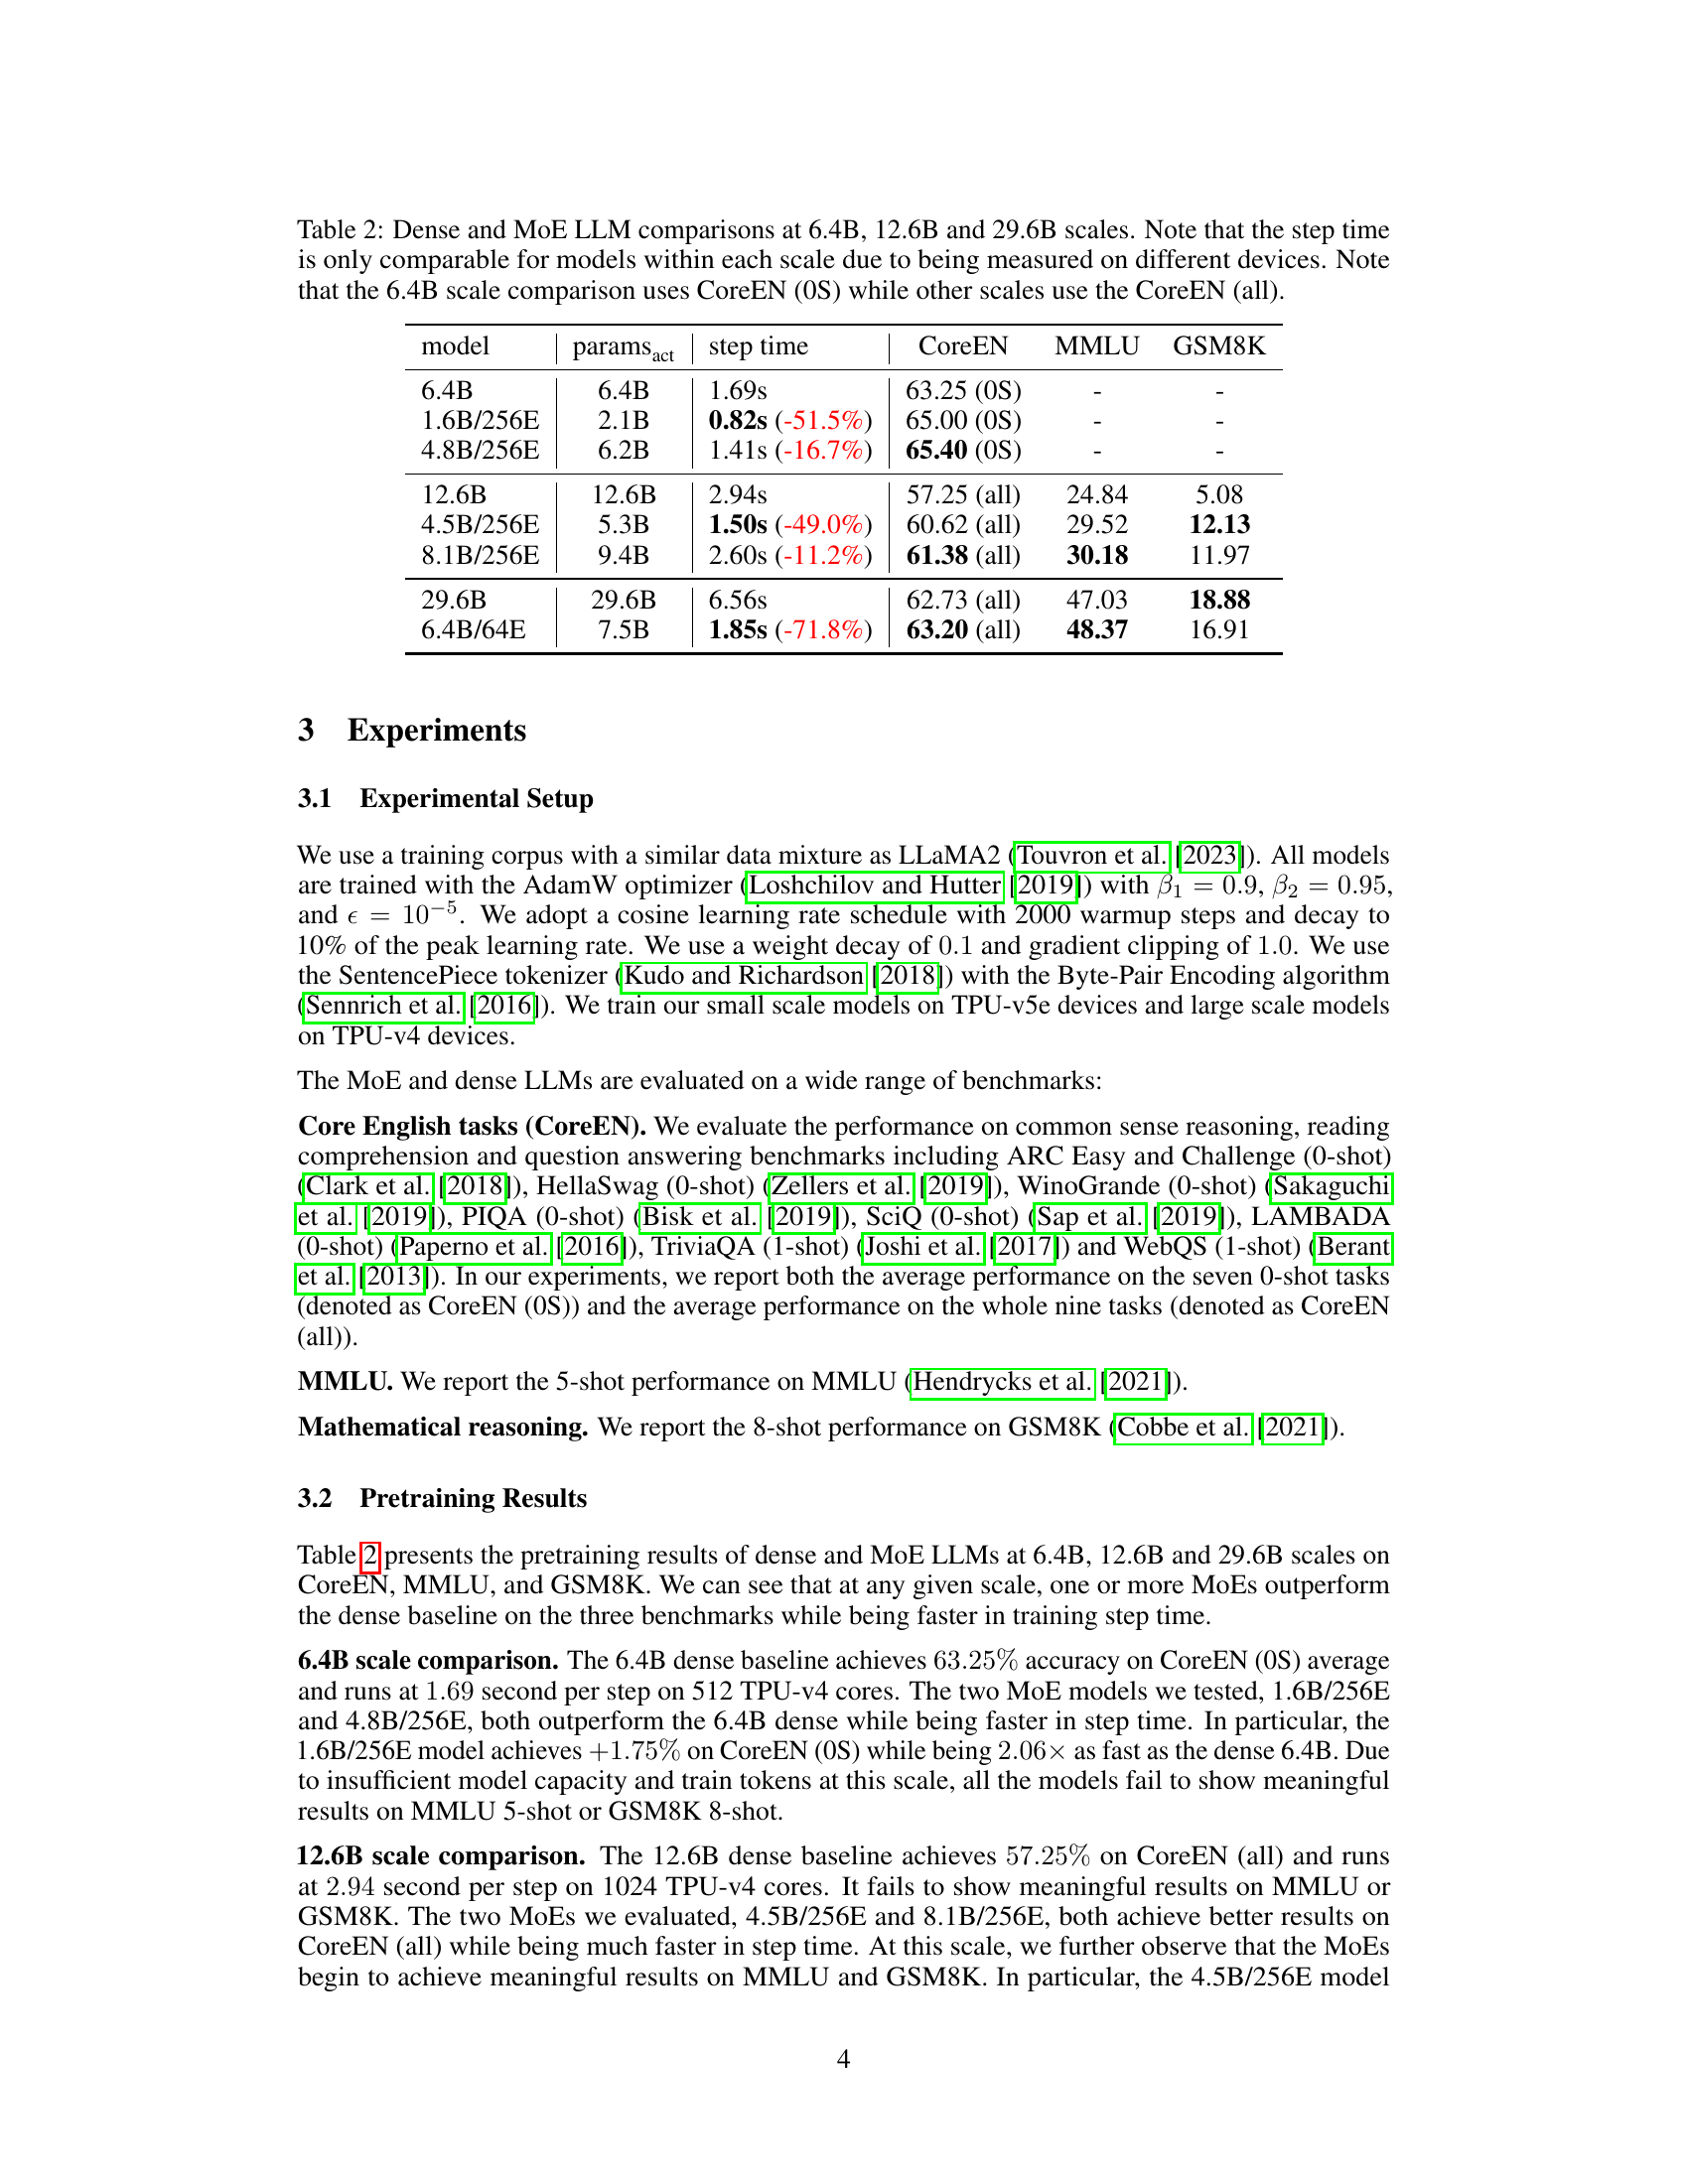 Table 2: Dense and MoE LLM comparisons at 6.4B, 12.6B and 29.6B scales. Note that the step time
is only comparable for models within each scale due to being measured on different devices. Note
that the 6.4B scale comparison uses CoreEN (0S) while other scales use the CoreEN (all).
model params_act step time CoreEN MMLU GSM8K
6.4B 6.4B 1.69s 63.25 (0S) - -
1.6B/256E 2.1B 0.82s (-51.5%) 65.00 (0S) - -
4.8B/256E 6.2B 1.41s (-16.7%) 65.40 (0S) - -
12.6B 12.6B 2.94s 57.25 (all) 24.84 5.08
4.5B/256E 5.3B 1.50s (-49.0%) 60.62 (all) 29.52 12.13
8.1B/256E 9.4B 2.60s (-11.2%) 61.38 (all) 30.18 11.97
29.6B 29.6B 6.56s 62.73 (all) 47.03 18.88
6.4B/64E 7.5B 1.85s (-71.8%) 63.20 (all) 48.37 16.91
3 Experiments
3.1 Experimental Setup
We use a training corpus with a similar data mixture as LLaMA2 (Touvron et al. [2023]). All models
are trained with the AdamW optimizer (Loshchilov and Hutter [2019]) with β₁ = 0.9, β₂ = 0.95,
and ϵ = 10⁻⁵. We adopt a cosine learning rate schedule with 2000 warmup steps and decay to
10% of the peak learning rate. We use a weight decay of 0.1 and gradient clipping of 1.0. We use
the SentencePiece tokenizer (Kudo and Richardson [2018]) with the Byte-Pair Encoding algorithm
(Sennrich et al. [2016]). We train our small scale models on TPU-v5e devices and large scale models
on TPU-v4 devices.
The MoE and dense LLMs are evaluated on a wide range of benchmarks:
Core English tasks (CoreEN). We evaluate the performance on common sense reasoning, reading
comprehension and question answering benchmarks including ARC Easy and Challenge (0-shot)
(Clark et al. [2018]), HellaSwag (0-shot) (Zellers et al. [2019]), WinoGrande (0-shot) (Sakaguchi
et al. [2019]), PIQA (0-shot) (Bisk et al. [2019]), SciQ (0-shot) (Sap et al. [2019]), LAMBADA
(0-shot) (Paperno et al. [2016]), TriviaQA (1-shot) (Joshi et al. [2017]) and WebQS (1-shot) (Berant
et al. [2013]). In our experiments, we report both the average performance on the seven 0-shot tasks
(denoted as CoreEN (0S)) and the average performance on the whole nine tasks (denoted as CoreEN
(all)).
MMLU. We report the 5-shot performance on MMLU (Hendrycks et al. [2021]).
Mathematical reasoning. We report the 8-shot performance on GSM8K (Cobbe et al. [2021]).
3.2 Pretraining Results
Table 2 presents the pretraining results of dense and MoE LLMs at 6.4B, 12.6B and 29.6B scales on
CoreEN, MMLU, and GSM8K. We can see that at any given scale, one or more MoEs outperform
the dense baseline on the three benchmarks while being faster in training step time.
6.4B scale comparison. The 6.4B dense baseline achieves 63.25% accuracy on CoreEN (0S) average
and runs at 1.69 second per step on 512 TPU-v4 cores. The two MoE models we tested, 1.6B/256E
and 4.8B/256E, both outperform the 6.4B dense while being faster in step time. In particular, the
1.6B/256E model achieves +1.75% on CoreEN (0S) while being 2.06× as fast as the dense 6.4B. Due
to insufficient model capacity and train tokens at this scale, all the models fail to show meaningful
results on MMLU 5-shot or GSM8K 8-shot.
12.6B scale comparison. The 12.6B dense baseline achieves 57.25% on CoreEN (all) and runs
at 2.94 second per step on 1024 TPU-v4 cores. It fails to show meaningful results on MMLU or
GSM8K. The two MoEs we evaluated, 4.5B/256E and 8.1B/256E, both achieve better results on
CoreEN (all) while being much faster in step time. At this scale, we further observe that the MoEs
begin to achieve meaningful results on MMLU and GSM8K. In particular, the 4.5B/256E model
4